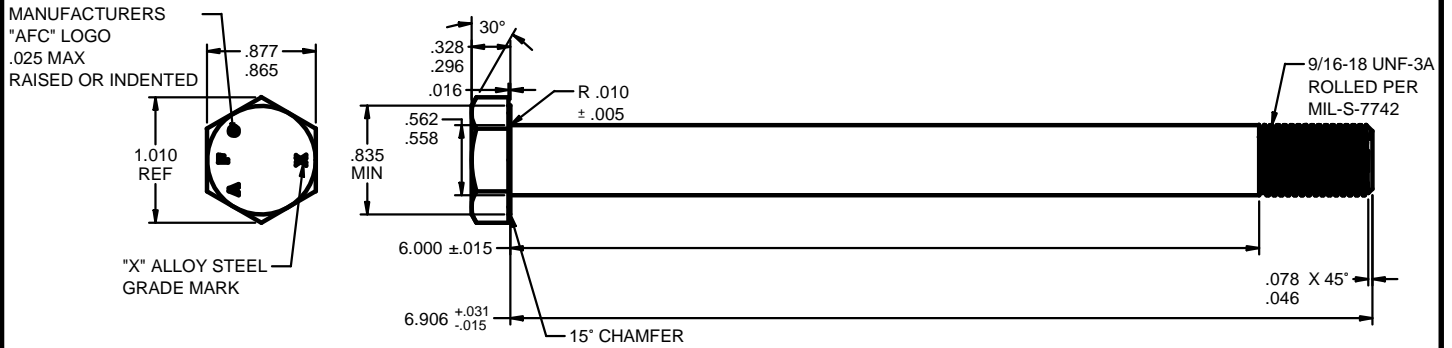 MANUFACTURERS
"AFC" LOGO
.025 MAX
RAISED OR INDENTED
.877
.865
1.010
REF
A F C
X
"X" ALLOY STEEL
GRADE MARK
30°
.328
.296
.016
R .010
± .005
.562
.558
.835
MIN
9/16-18 UNF-3A
ROLLED PER
MIL-S-7742
6.000 ±.015
.078 X 45°
.046
6.906 +.031
-.015
15° CHAMFER